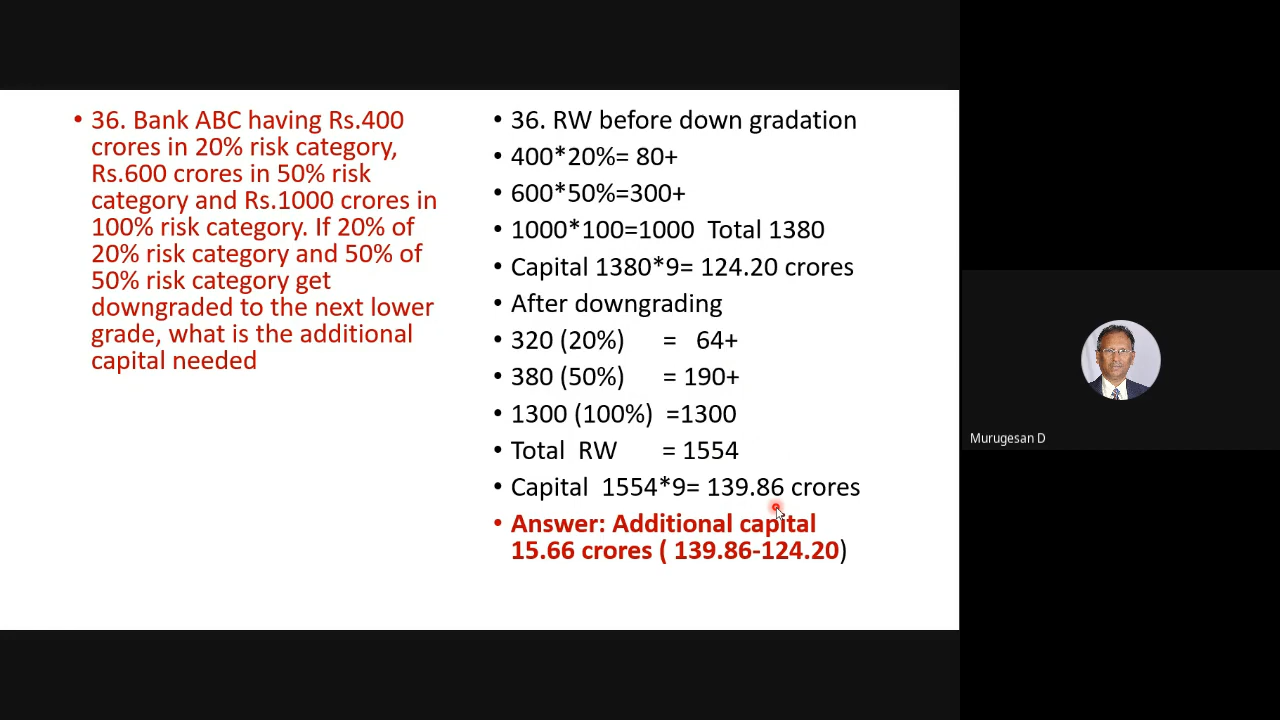 • 36. Bank ABC having Rs.400
crores in 20% risk category,
Rs.600 crores in 50% risk
category and Rs.1000 crores in
100% risk category. If 20% of
20% risk category and 50% of
50% risk category get
downgraded to the next lower
grade, what is the additional
capital needed
• 36. RW before down gradation
• 400*20%= 80+
• 600*50%=300+
• 1000*100=1000 Total 1380
• Capital 1380*9= 124.20 crores
• After downgrading
• 320 (20%) = 64+
• 380 (50%) = 190+
• 1300 (100%) =1300
• Total RW = 1554
• Capital 1554*9= 139.86 crores
• Answer: Additional capital
15.66 crores ( 139.86-124.20)
Murugesan D